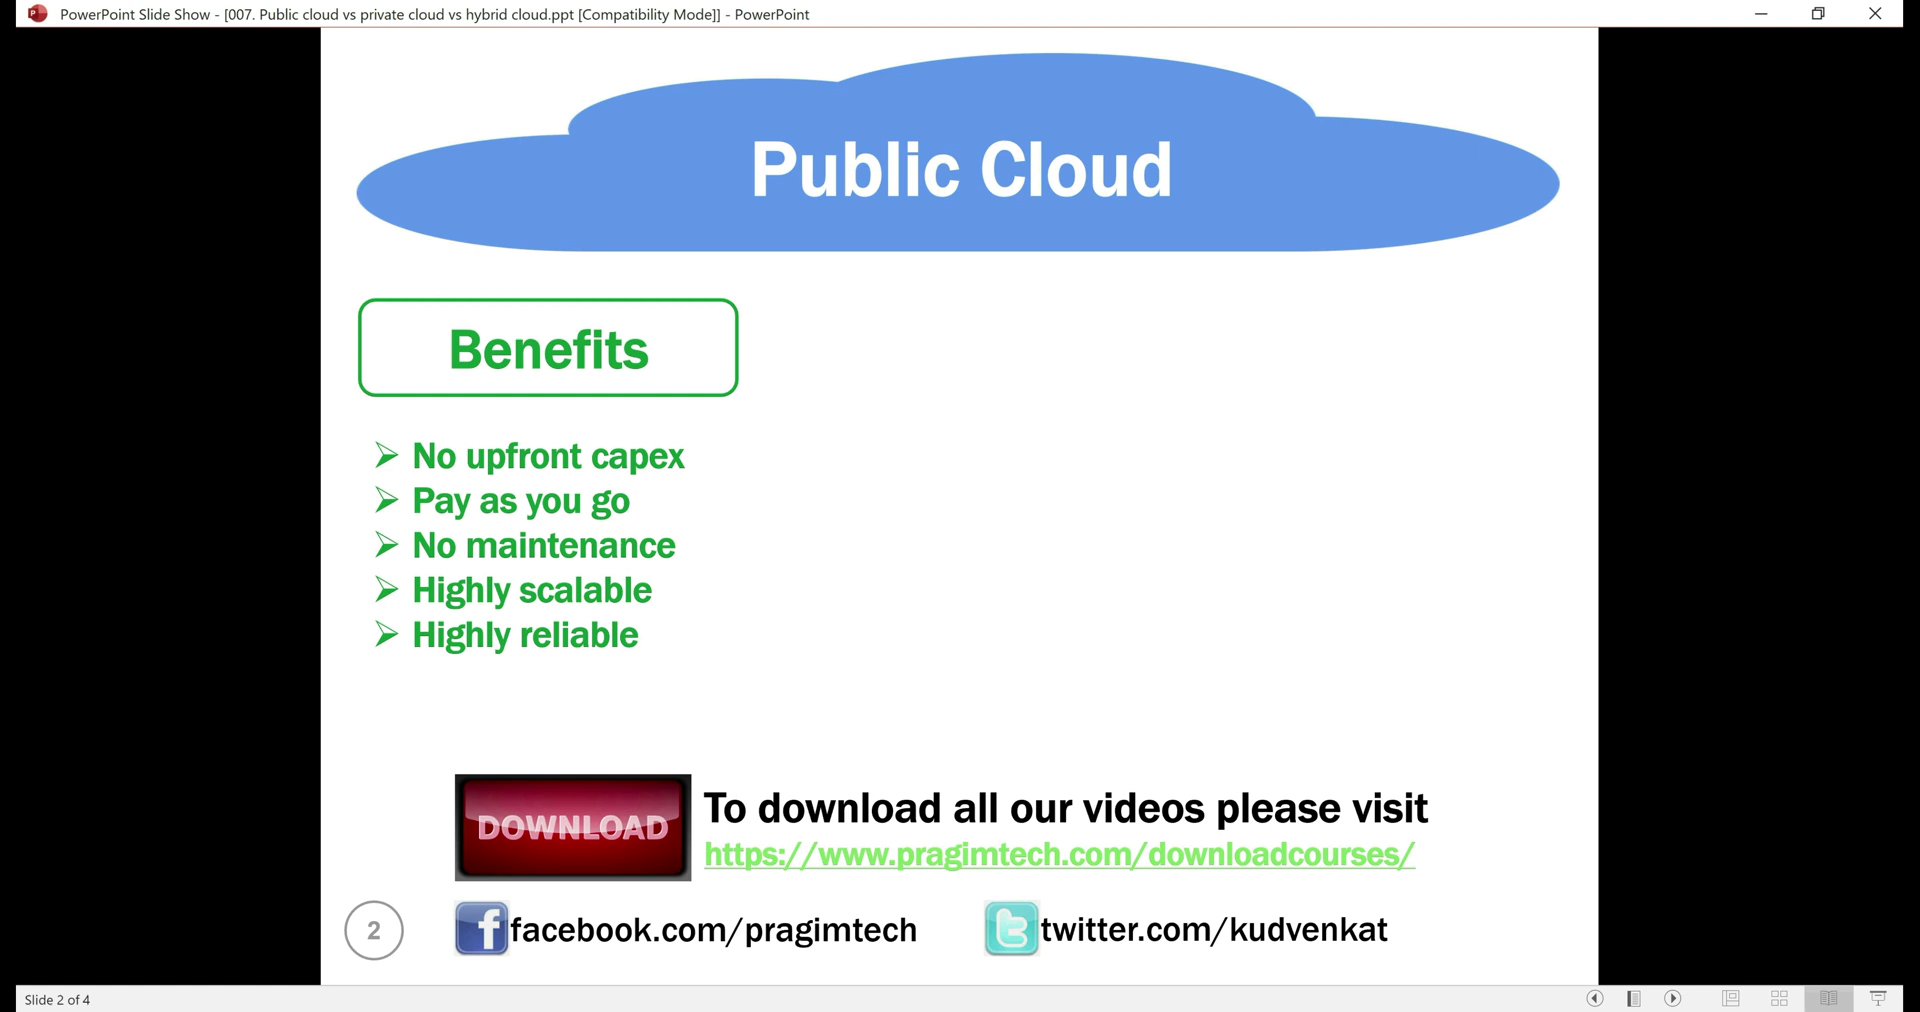 PowerPoint Slide Show - [007. Public cloud vs private cloud vs hybrid cloud.ppt [Compatibility Mode]] - PowerPoint
Public Cloud
Benefits
No upfront capex
Pay as you go
No maintenance
Highly scalable
Highly reliable
DOWNLOAD
To download all our videos please visit
https://www.pragimtech.com/downloadcourses/
2
facebook.com/pragimtech
twitter.com/kudvenkat
Slide 2 of 4